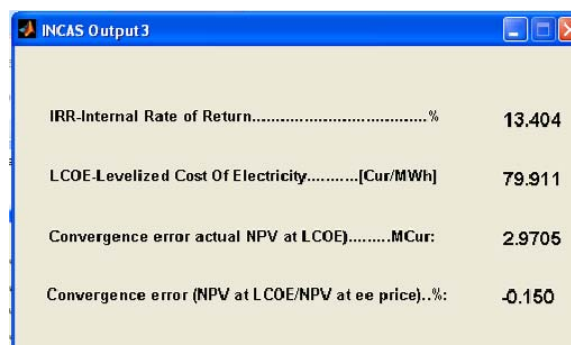 INCAS Output3
IRR-Internal Rate of Return.....................................% 13.404
LCOE-Levelized Cost Of Electricity...........[Cur/MWh] 79.911
Convergence error actual NPV at LCOE).........MCur: 2.9705
Convergence error (NPV at LCOE/NPV at ee price)..%: -0.150